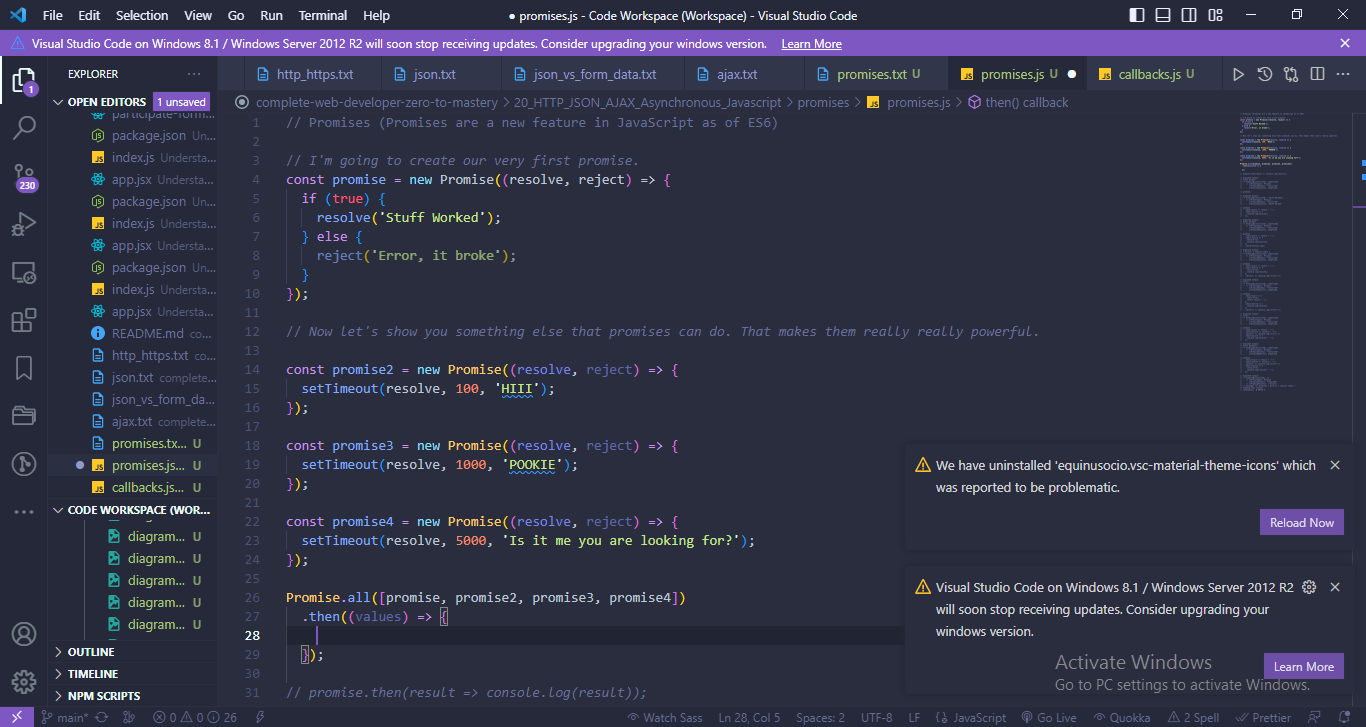 File Edit Selection View Go Run Terminal Help
● promises.js - Code Workspace (Workspace) - Visual Studio Code
Visual Studio Code on Windows 8.1 / Windows Server 2012 R2 will soon stop receiving updates. Consider upgrading your windows version. Learn More
EXPLORER
http_https.txt json.txt json_vs_form_data.txt ajax.txt promises.txt U promises.js U callbacks.js U
OPEN EDITORS 1 unsaved
complete-web-developer-zero-to-mastery > 20_HTTP_JSON_AJAX_Asynchronous_Javascript > promises > promises.js > then() callback
participate-form...
package.json Un...
index.js Understa...
app.jsx Understa...
package.json Un...
index.js Understa...
app.jsx Understa...
package.json Un...
index.js Understa...
app.jsx Understa...
README.md co...
http_https.txt co...
json.txt complete...
json_vs_form_da...
ajax.txt complete...
promises.tx... U
promises.js... U
callbacks.js... U
CODE WORKSPACE (WOR...
diagram... U
diagram... U
diagram... U
diagram... U
diagram... U
OUTLINE
TIMELINE
NPM SCRIPTS
1
230
1 // Promises (Promises are a new feature in JavaScript as of ES6)
2
3 // I'm going to create our very first promise.
4 const promise = new Promise((resolve, reject) => {
5 if (true) {
6 resolve('Stuff Worked');
7 } else {
8 reject('Error, it broke');
9 }
10 });
11
12 // Now let's show you something else that promises can do. That makes them really really powerful.
13
14 const promise2 = new Promise((resolve, reject) => {
15 setTimeout(resolve, 100, 'HIII');
16 });
17
18 const promise3 = new Promise((resolve, reject) => {
19 setTimeout(resolve, 1000, 'POOKIE');
20 });
21
22 const promise4 = new Promise((resolve, reject) => {
23 setTimeout(resolve, 5000, 'Is it me you are looking for?');
24 });
25
26 Promise.all([promise, promise2, promise3, promise4])
27 .then((values) => {
28
29 });
30
31 // promise.then(result => console.log(result));
We have uninstalled 'equinusocio.vsc-material-theme-icons' which
was reported to be problematic.
Reload Now
Visual Studio Code on Windows 8.1 / Windows Server 2012 R2
will soon stop receiving updates. Consider upgrading your
windows version.
Learn More
Activate Windows
Go to PC settings to activate Windows.
main* 0 0 26 Watch Sass Ln 28, Col 5 Spaces: 2 UTF-8 LF {} JavaScript Go Live Quokka 2 Spell Prettier